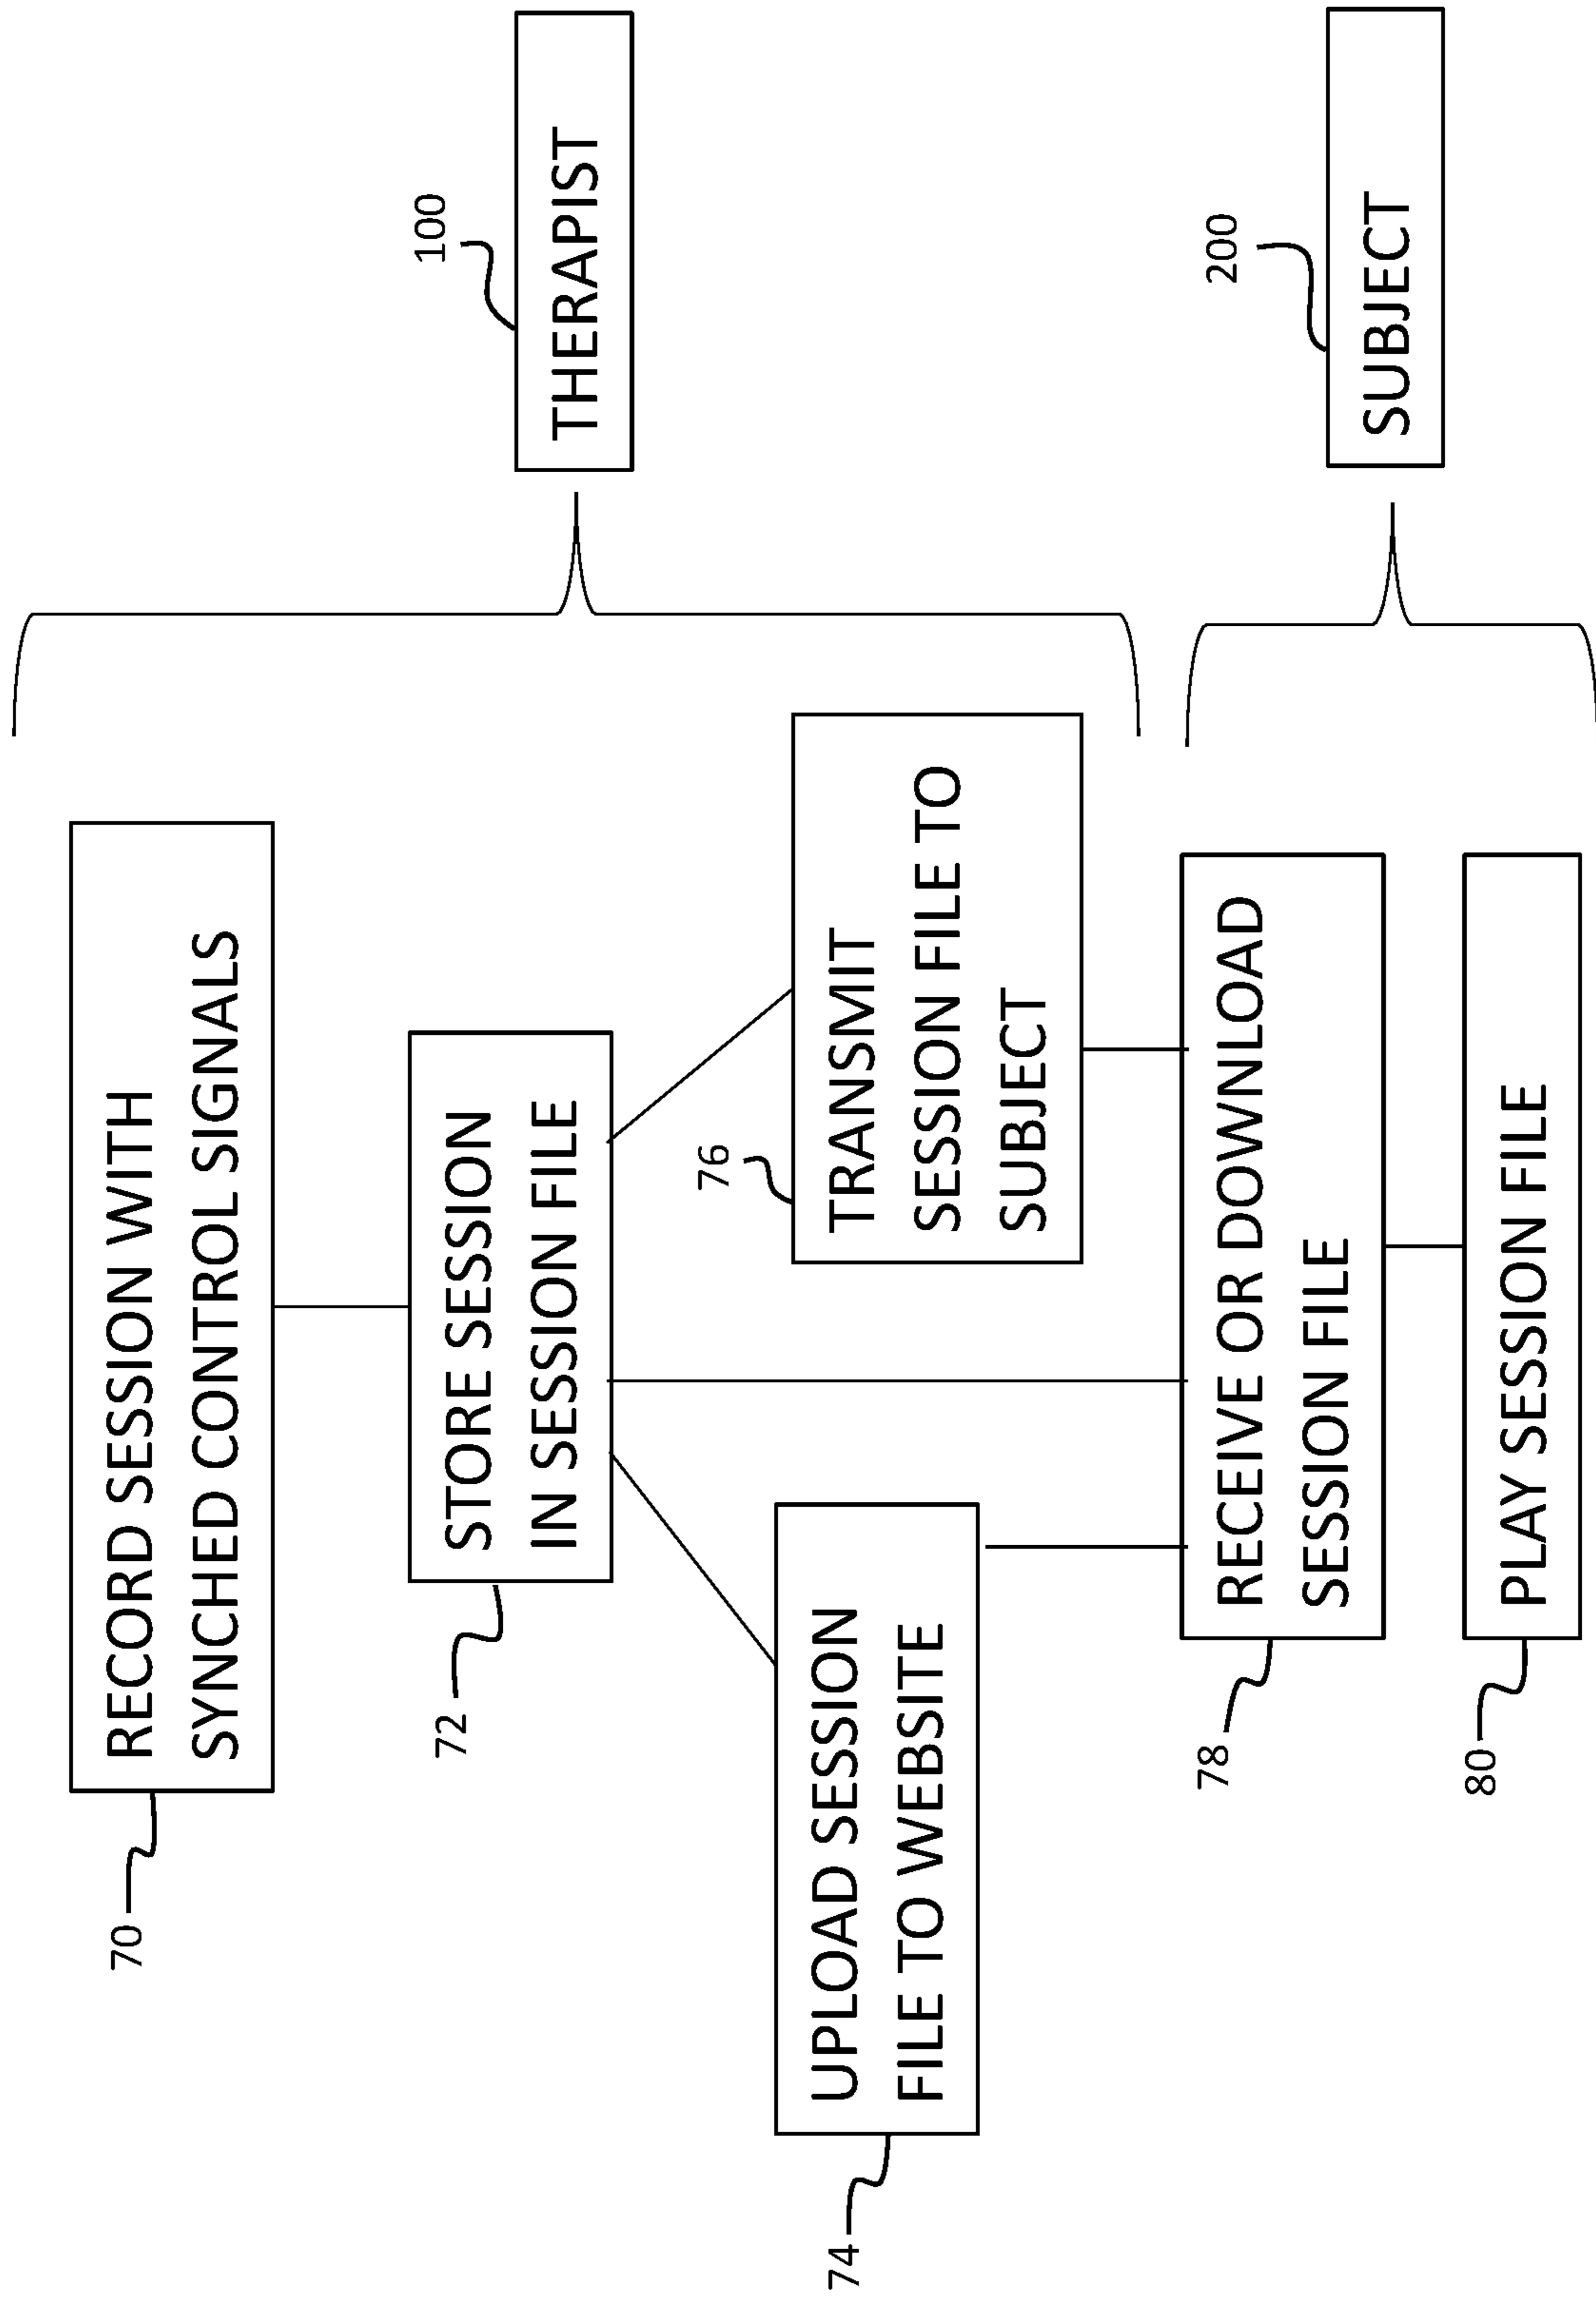 70
RECORD SESSION WITH
SYNCHED CONTROL SIGNALS
72
STORE SESSION
IN SESSION FILE
100
THERAPIST
74
UPLOAD SESSION
FILE TO WEBSITE
76
TRANSMIT
SESSION FILE TO
SUBJECT
78
RECEIVE OR DOWNLOAD
SESSION FILE
200
SUBJECT
80
PLAY SESSION FILE